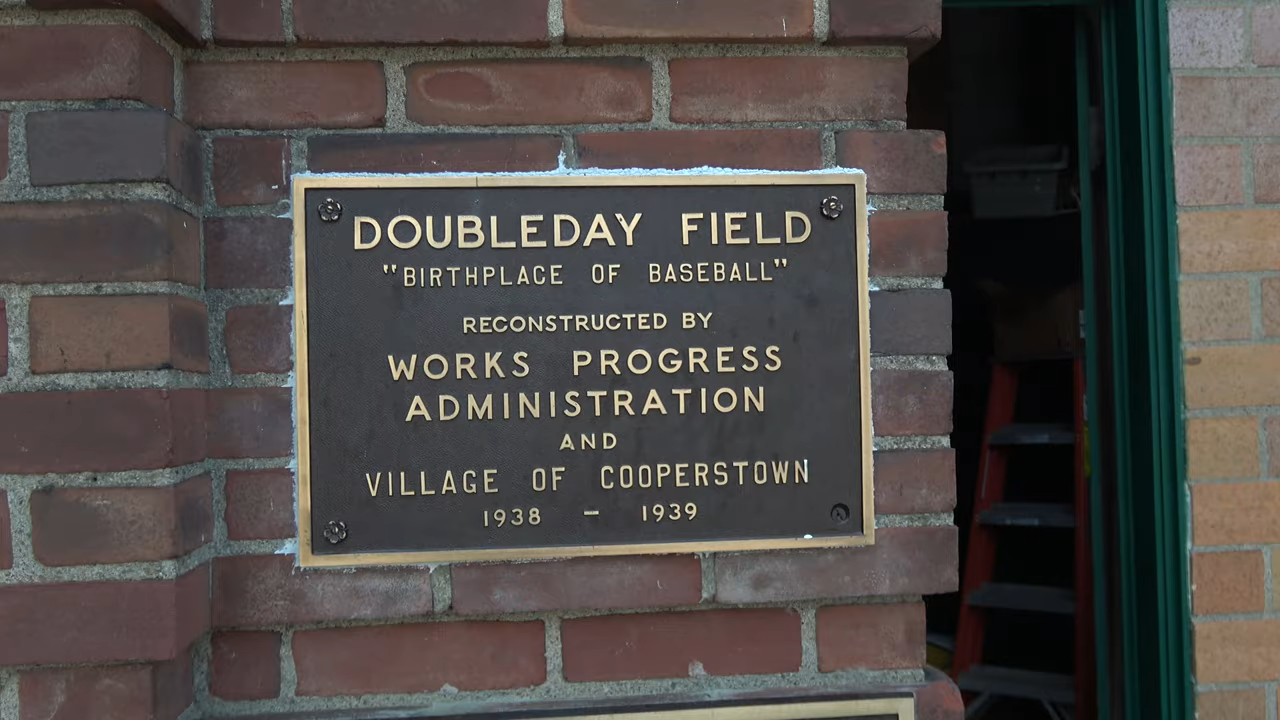 DOUBLEDAY FIELD
"BIRTHPLACE OF BASEBALL"
RECONSTRUCTED BY
WORKS PROGRESS
ADMINISTRATION
AND
VILLAGE OF COOPERSTOWN
1938 – 1939